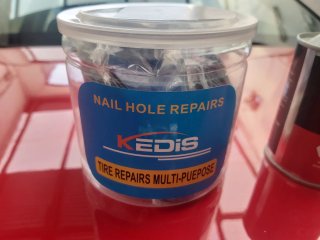 NAIL HOLE REPAIRS
KEDIS
TIRE REPAIRS MULTI-PUEPOSE